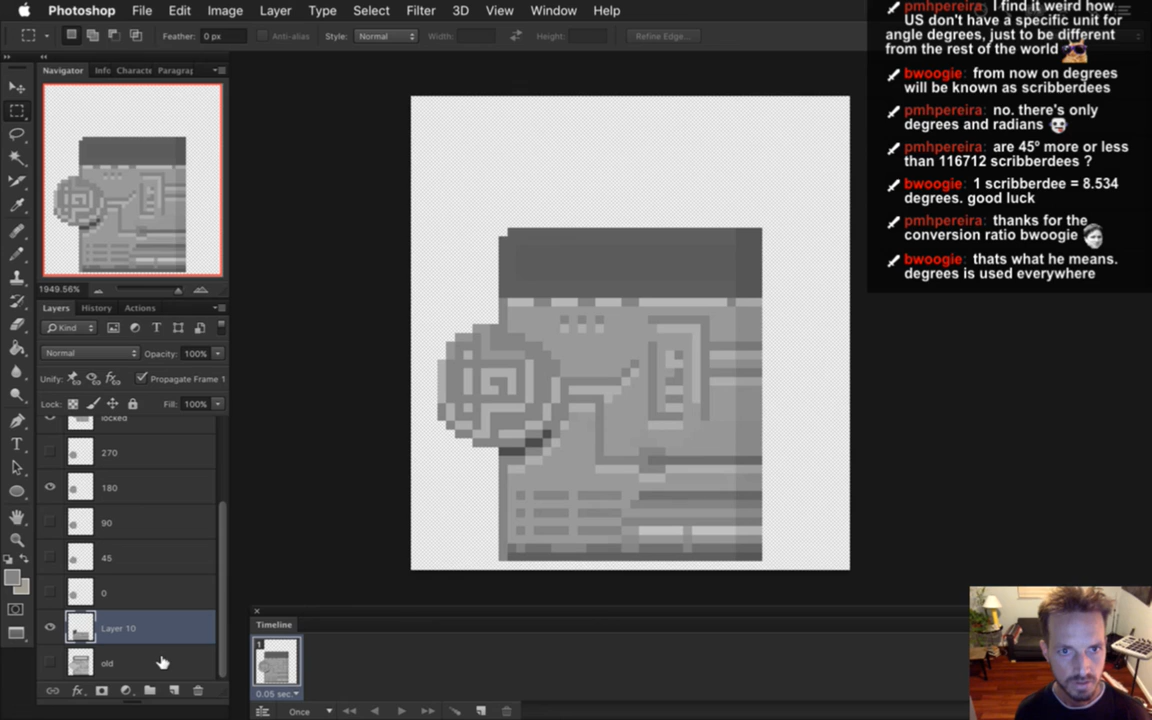 Photoshop File Edit Image Layer Type Select Filter 3D View Window Help
Feather: 0 px Anti-alias Style: Normal Width: Height: Refine Edge...
Navigator Info Characte Paragraɟ
1949.56%
Layers History Actions
Kind
Normal Opacity: 100%
Unify: Propagate Frame 1
Lock: Fill: 100%
locked
270
180
90
45
0
Layer 10
old
fx
Timeline
1
0.05 sec.
Once
pmhpereira: I find it weird how
US don't have a specific unit for
angle degrees, just to be different
from the rest of the world
bwoogie: from now on degrees
will be known as scribberdees
pmhpereira: no. there's only
degrees and radians
pmhpereira: are 45º more or less
than 116712 scribberdees ?
bwoogie: 1 scribberdee = 8.534
degrees. good luck
pmhpereira: thanks for the
conversion ratio bwoogie
bwoogie: thats what he means.
degrees is used everywhere